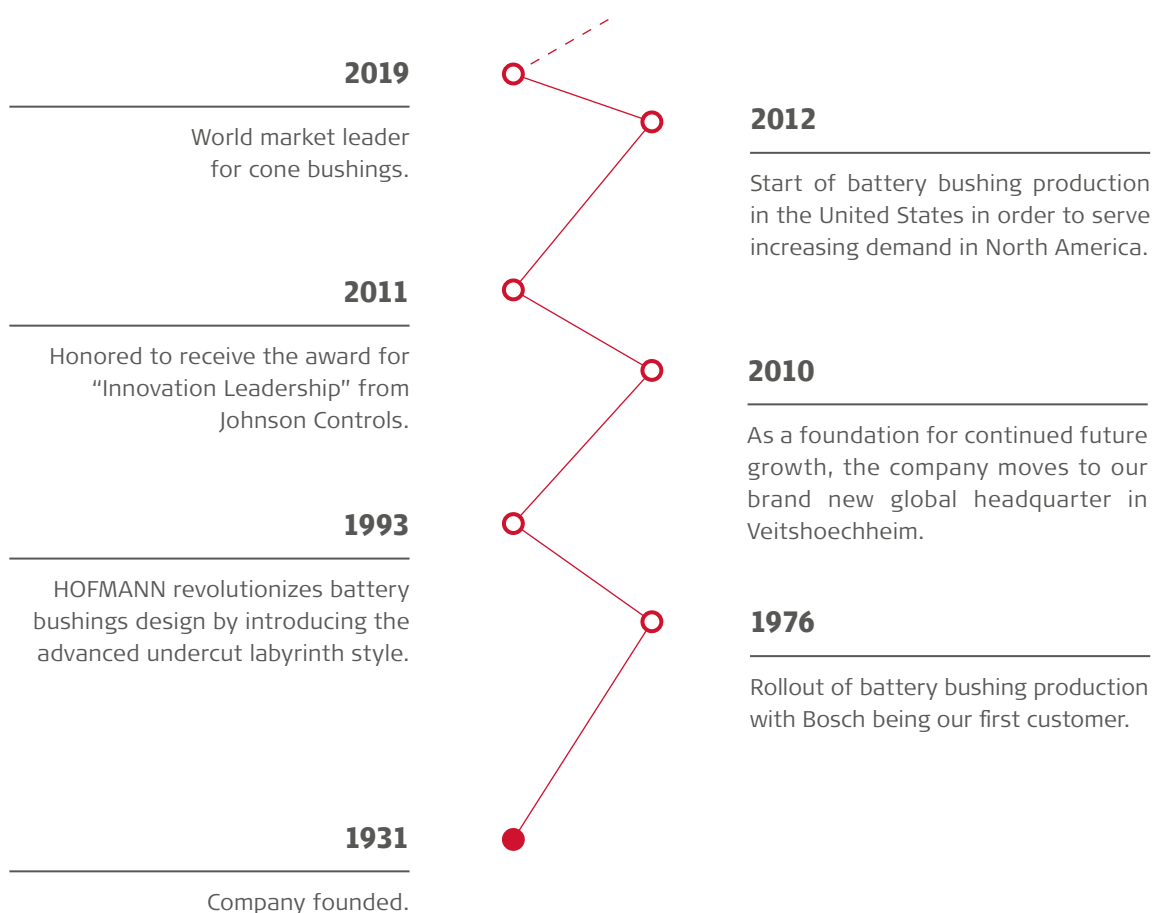 2019
World market leader
for cone bushings.
2012
Start of battery bushing production
in the United States in order to serve
increasing demand in North America.
2011
Honored to receive the award for
“Innovation Leadership” from
Johnson Controls.
2010
As a foundation for continued future
growth, the company moves to our
brand new global headquarter in
Veitshoechheim.
1993
HOFMANN revolutionizes battery
bushings design by introducing the
advanced undercut labyrinth style.
1976
Rollout of battery bushing production
with Bosch being our first customer.
1931
Company founded.